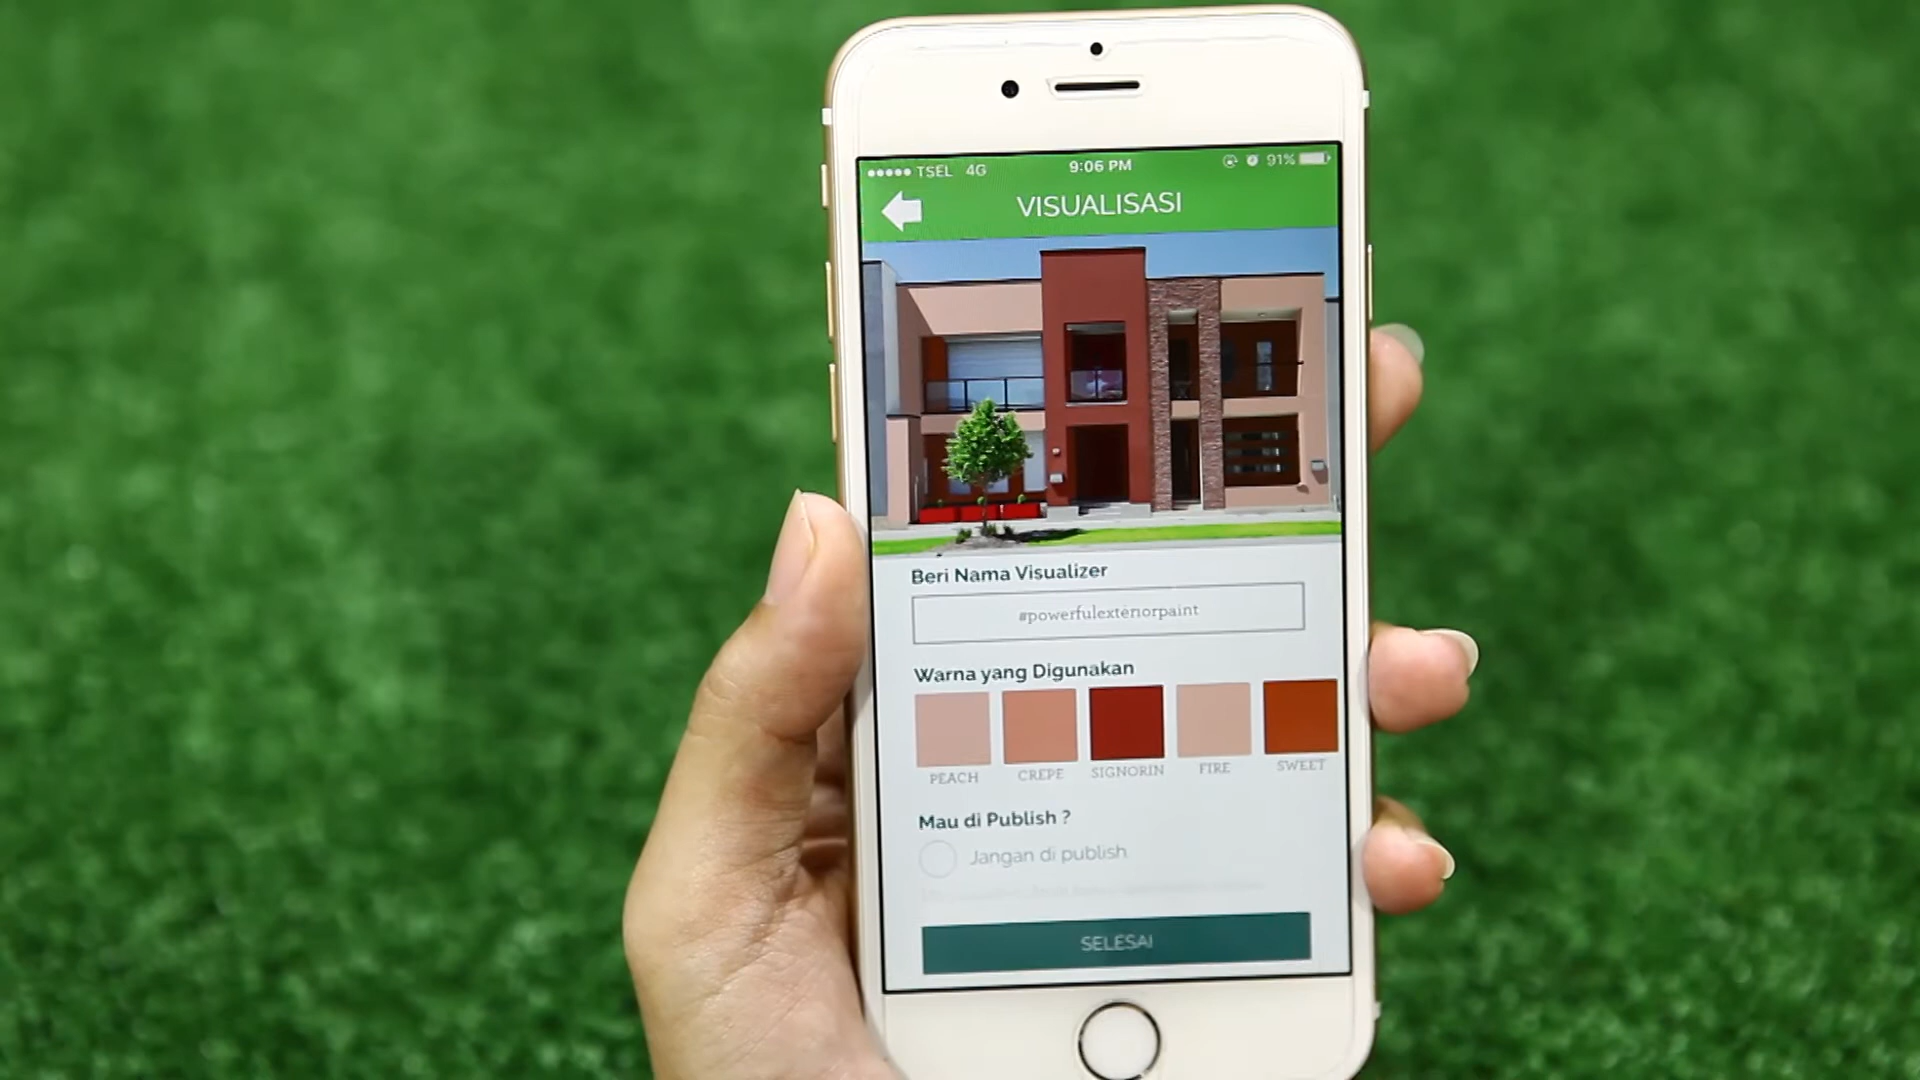 TSEL 4G 9:06 PM 91%
VISUALISASI
Beri Nama Visualizer
#powerfulexteriorpaint
Warna yang Digunakan
PEACH CREPE SIGNORIN FIRE SWEET
Mau di Publish ?
Jangan di publish
SELESAI